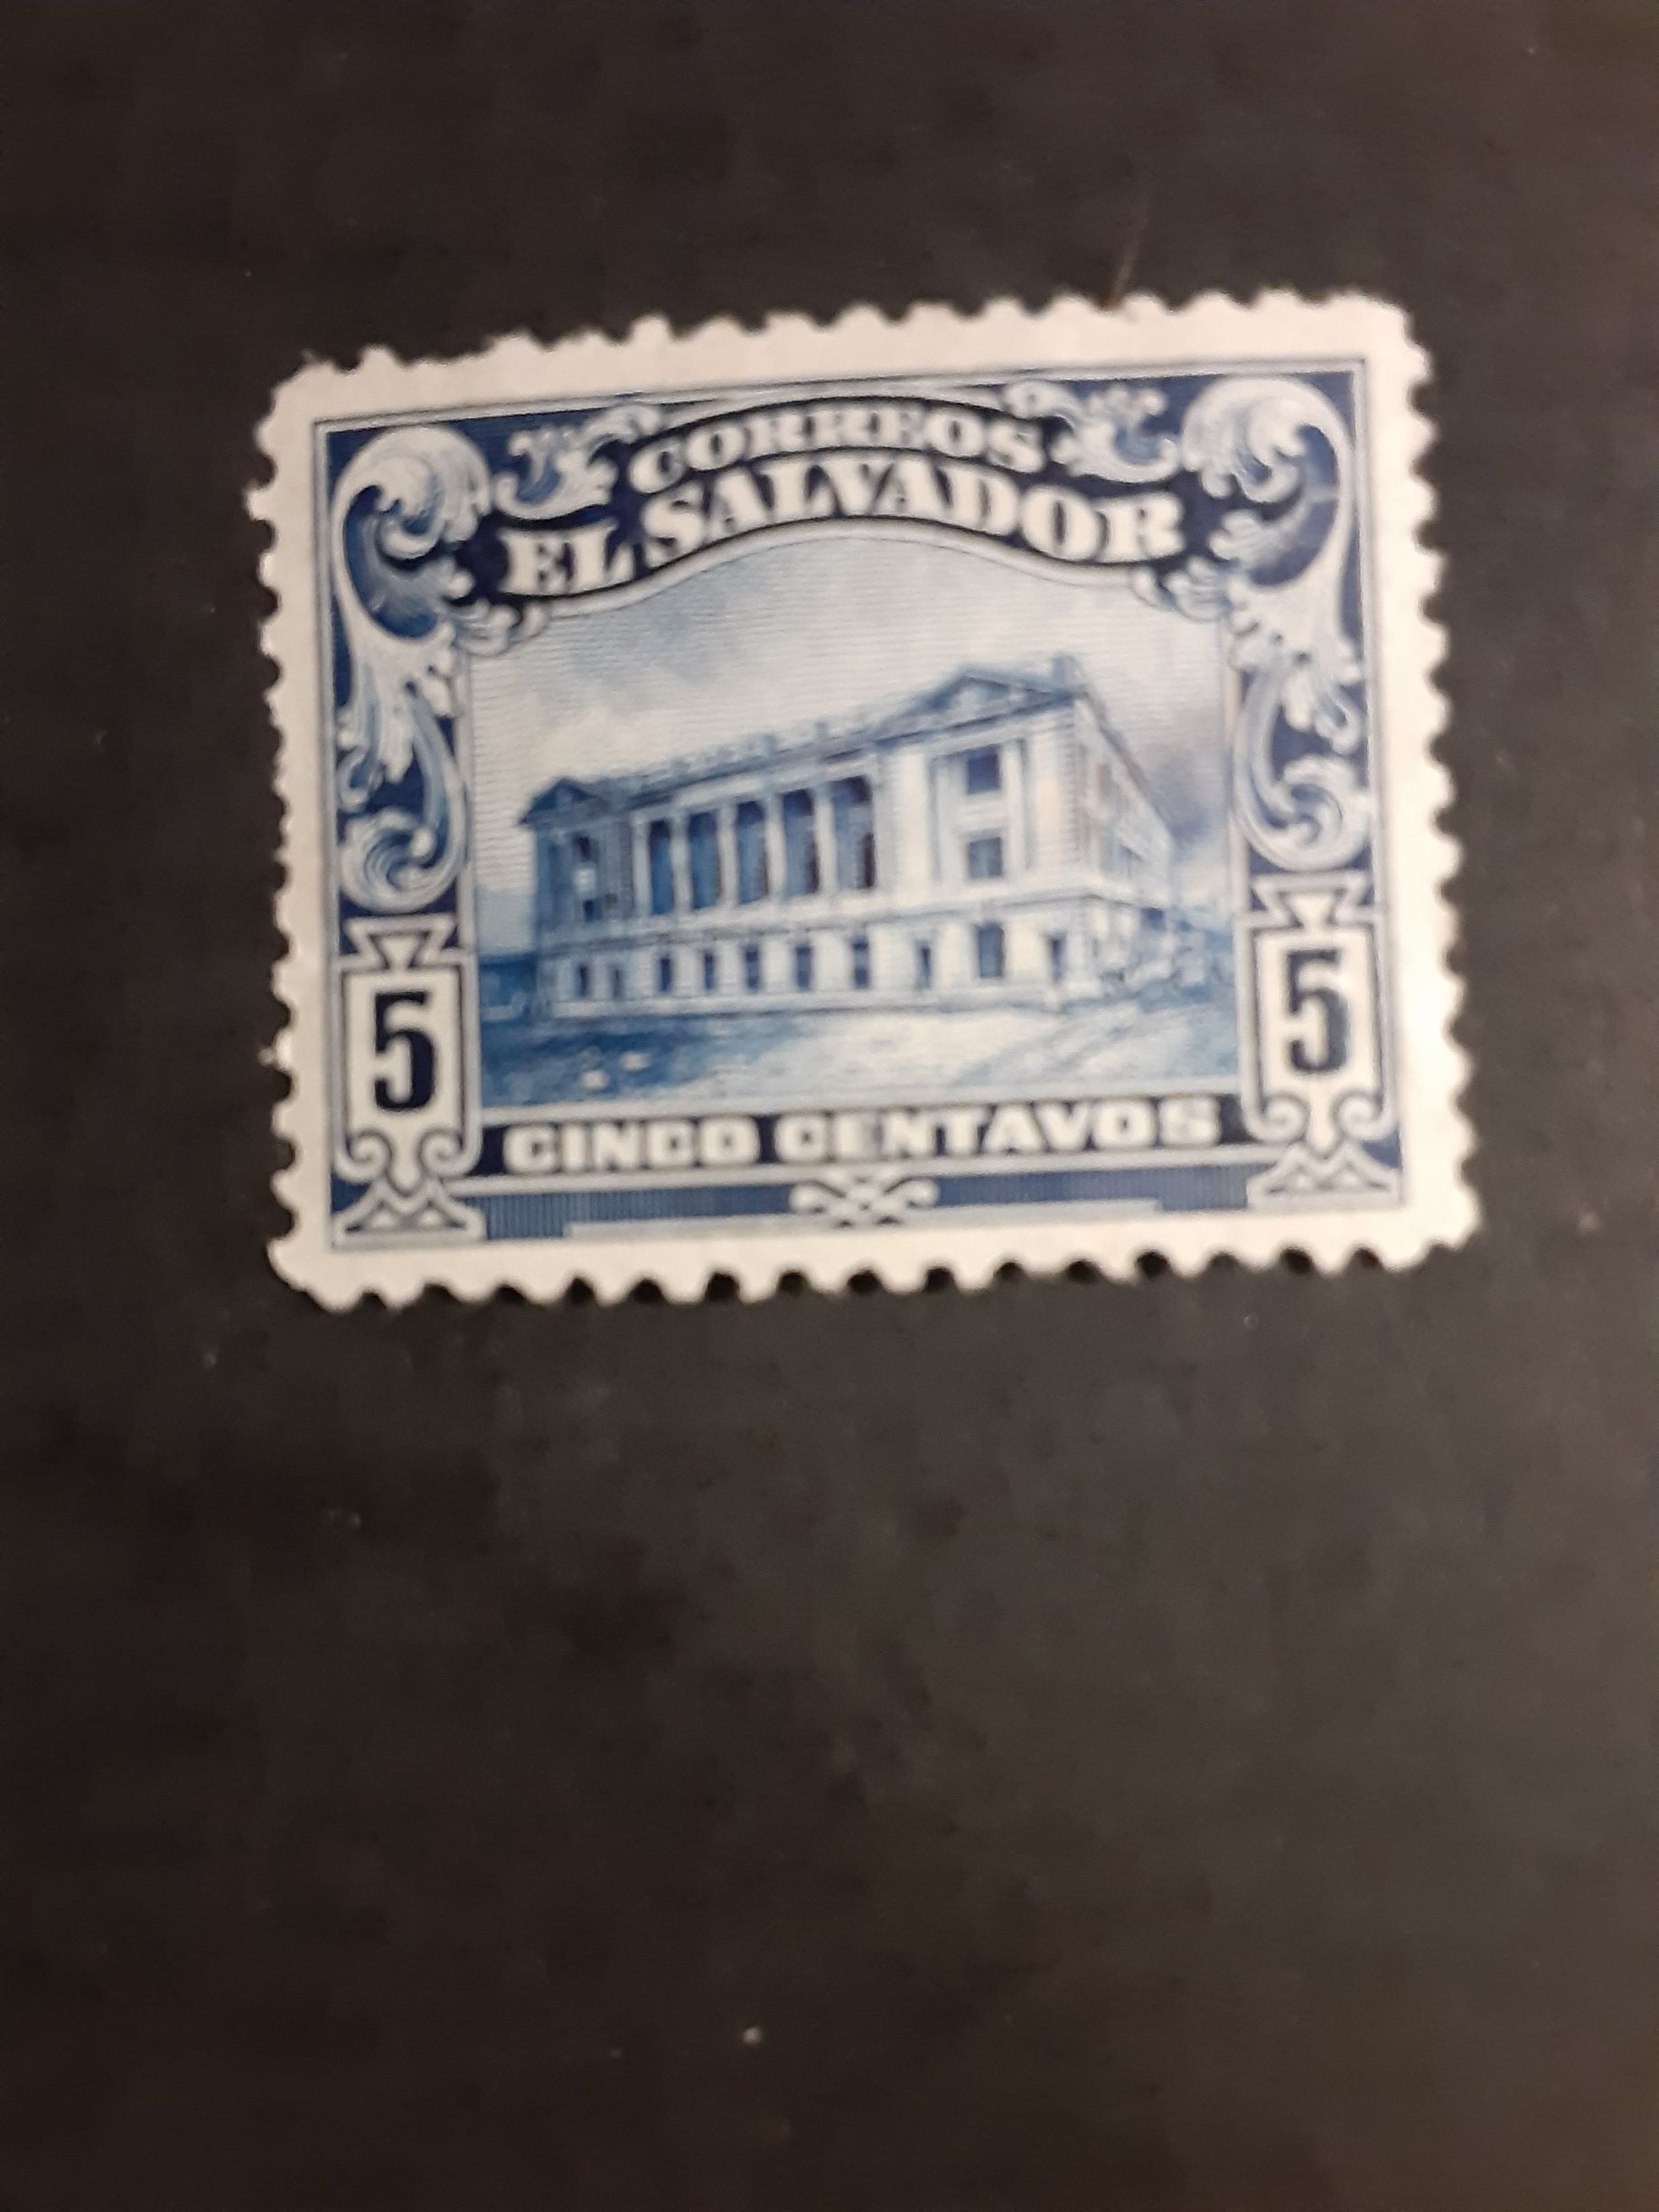 CORREOS
EL SALVADOR
5 5
CINCO CENTAVOS